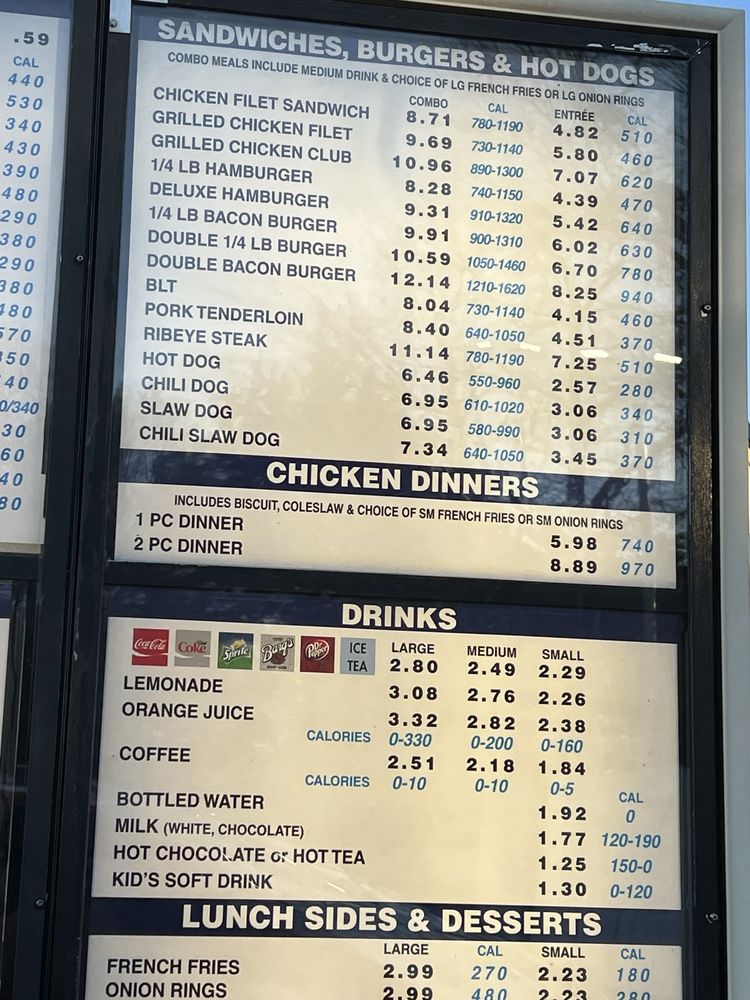 .59
CAL
440
530
340
430
390
480
290
380
290
380
480
570
350
40
0/340
30
60
40
80
SANDWICHES, BURGERS & HOT DOGS
COMBO MEALS INCLUDE MEDIUM DRINK & CHOICE OF LG FRENCH FRIES OR LG ONION RINGS
COMBO CAL ENTRÉE CAL
CHICKEN FILET SANDWICH 8.71 780-1190 4.82 510
GRILLED CHICKEN FILET 9.69 730-1140 5.80 460
GRILLED CHICKEN CLUB 10.96 890-1300 7.07 620
1/4 LB HAMBURGER 8.28 740-1150 4.39 470
DELUXE HAMBURGER 9.31 910-1320 5.42 640
1/4 LB BACON BURGER 9.91 900-1310 6.02 630
DOUBLE 1/4 LB BURGER 10.59 1050-1460 6.70 780
DOUBLE BACON BURGER 12.14 1210-1620 8.25 940
BLT 8.04 730-1140 4.15 460
PORK TENDERLOIN 8.40 640-1050 4.51 370
RIBEYE STEAK 11.14 780-1190 7.25 510
HOT DOG 6.46 550-960 2.57 280
CHILI DOG 6.95 610-1020 3.06 340
SLAW DOG 6.95 580-990 3.06 310
CHILI SLAW DOG 7.34 640-1050 3.45 370
CHICKEN DINNERS
INCLUDES BISCUIT, COLESLAW & CHOICE OF SM FRENCH FRIES OR SM ONION RINGS
1 PC DINNER 5.98 740
2 PC DINNER 8.89 970
DRINKS
LARGE MEDIUM SMALL
Coca-Cola Diet Coke Sprite Barq's Dr Pepper ICE TEA 2.80 2.49 2.29
LEMONADE 3.08 2.76 2.26
ORANGE JUICE 3.32 2.82 2.38
CALORIES 0-330 0-200 0-160
COFFEE 2.51 2.18 1.84
CALORIES 0-10 0-10 0-5
CAL
BOTTLED WATER 1.92 0
MILK (WHITE, CHOCOLATE) 1.77 120-190
HOT CHOCOLATE or HOT TEA 1.25 150-0
KID'S SOFT DRINK 1.30 0-120
LUNCH SIDES & DESSERTS
LARGE CAL SMALL CAL
FRENCH FRIES 2.99 270 2.23 180
ONION RINGS 2.99 480 2.23 280